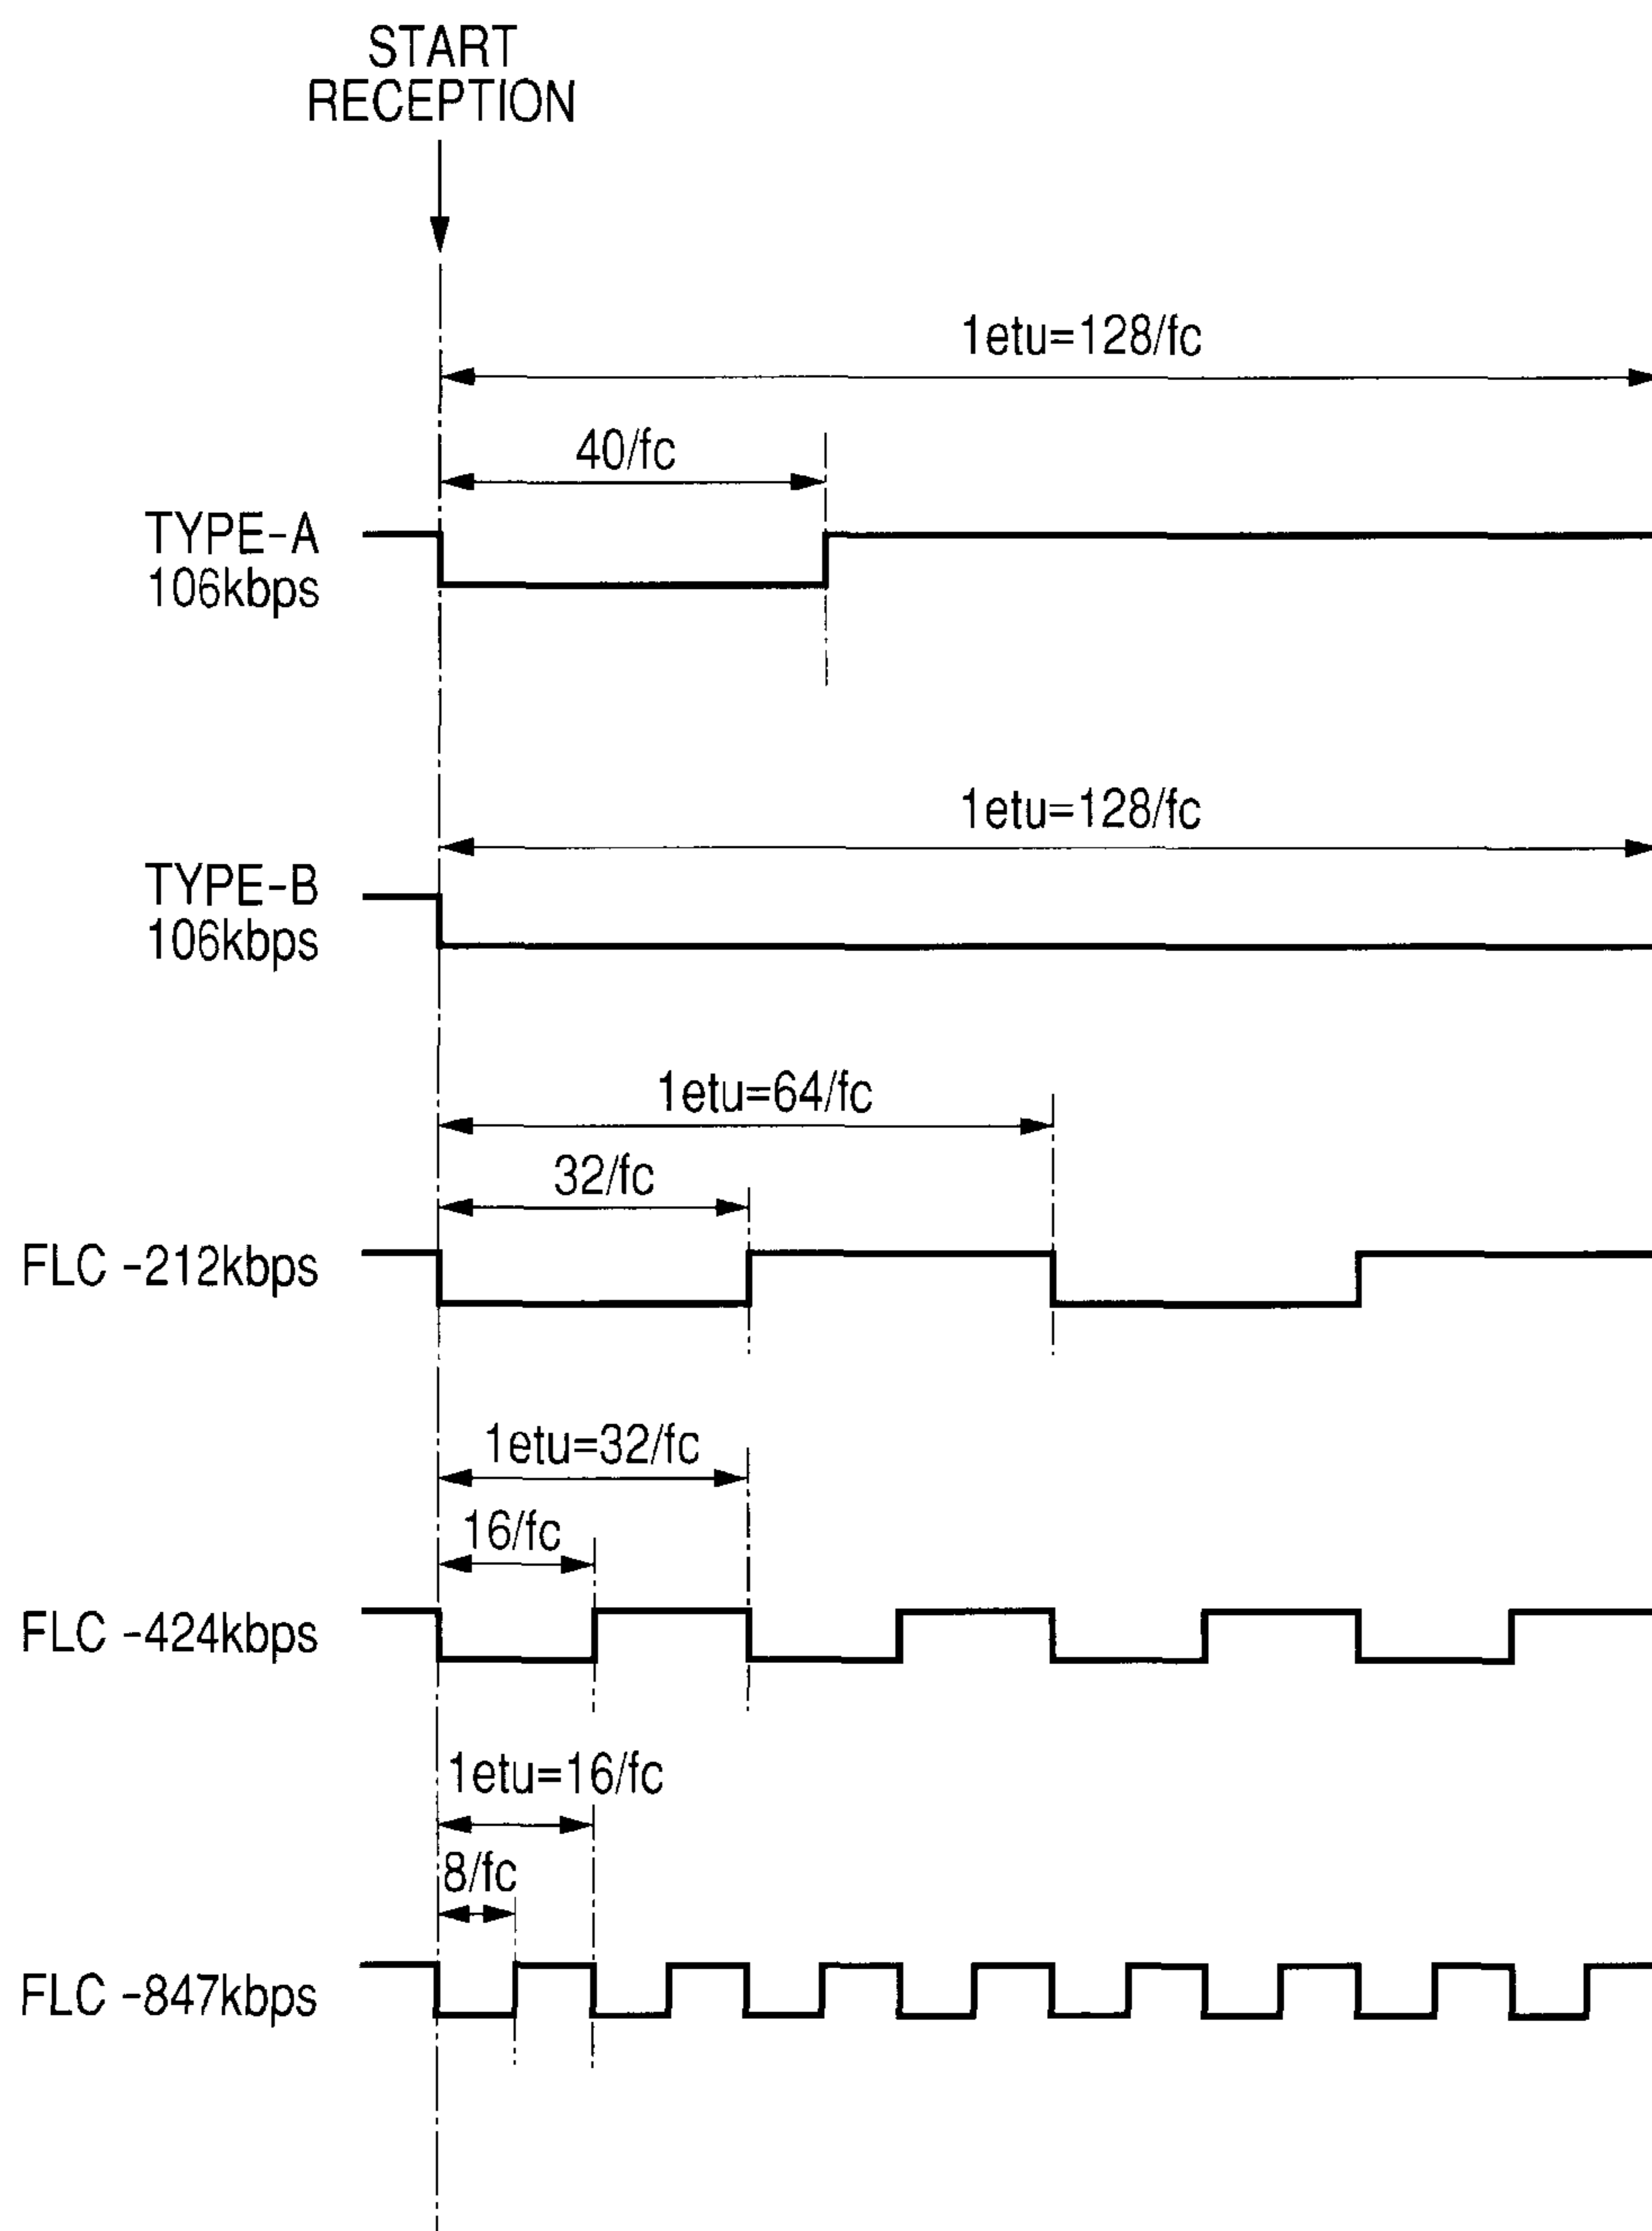 START
RECEPTION
1etu=128/fc
40/fc
TYPE-A
106kbps
1etu=128/fc
TYPE-B
106kbps
1etu=64/fc
32/fc
FLC -212kbps
1etu=32/fc
16/fc
FLC -424kbps
1etu=16/fc
8/fc
FLC -847kbps